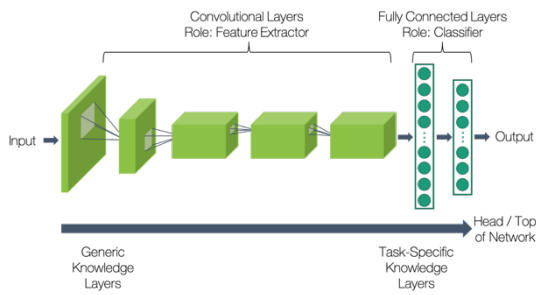 Convolutional Layers
Role: Feature Extractor
Fully Connected Layers
Role: Classifier
Input
Output
Head / Top
of Network
Generic
Knowledge
Layers
Task-Specific
Knowledge
Layers